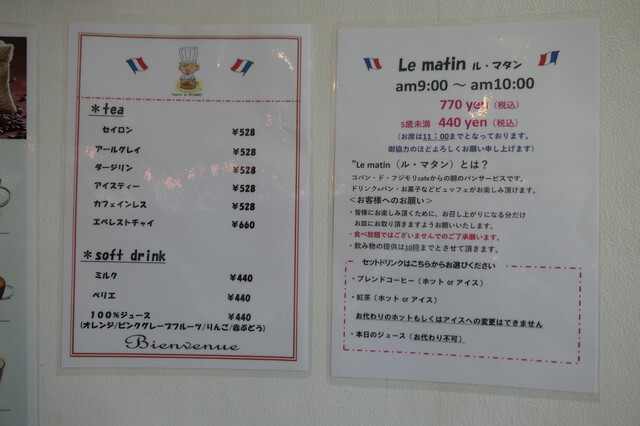 *tea
セイロン ¥528
アールグレイ ¥528
ダージリン ¥528
アイスティー ¥528
カフェインレス ¥528
エベレストチャイ ¥660
*soft drink
ミルク ¥440
ペリエ ¥440
100%ジュース ¥440
(オレンジ/ピンクグレープフルーツ/りんご/赤ぶどう)
Bienvenue
Le matin ル・マタン
am9:00 ～ am10:00
770 yen（税込）
5歳未満 440 yen（税込）
（お席は11：00までとなっております。
御協力のほどよろしくお願い申し上げます）
"Le matin（ル・マタン）とは？
コパン・ド・フジモリcafeからの朝のパンサービスです。
ドリンク+パン・お菓子などビュッフェがお楽しみ頂けます。
＜お客様へのお願い＞
・皆様にお楽しみ頂くために、お召し上がりになる分だけ
お皿にお取り頂きますようお願いいたします。
・食べ放題ではございませんのでご了承願います。
・飲み物の提供は10時までとさせて頂きます。
セットドリンクはこちらからお選びください
・ブレンドコーヒー（ホット or アイス）
・紅茶（ホット or アイス）
お代わりのホットもしくはアイスへの変更はできません
・本日のジュース（お代わり不可）